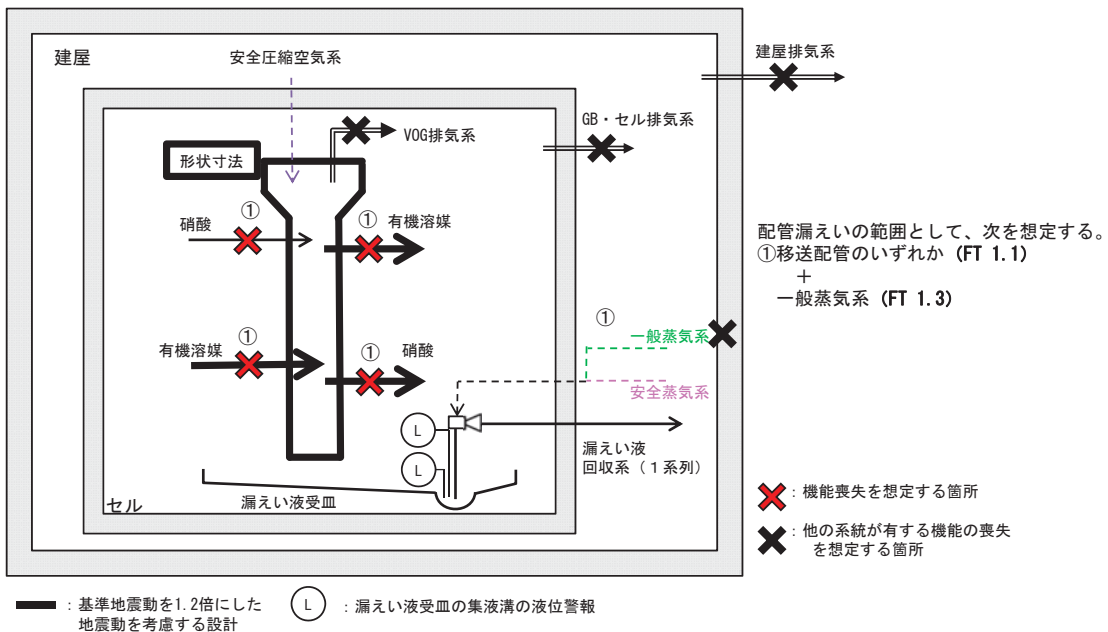 建屋
安全圧縮空気系
建屋排気系
VOG排気系
GB・セル排気系
形状寸法
①
①
硝酸
有機溶媒
配管漏えいの範囲として、次を想定する。
①移送配管のいずれか (FT 1.1)
＋
一般蒸気系 (FT 1.3)
①
①
①
有機溶媒
硝酸
一般蒸気系
安全蒸気系
L
L
漏えい液
回収系（１系列）
漏えい液受皿
セル
：機能喪失を想定する箇所
：他の系統が有する機能の喪失
を想定する箇所
：基準地震動を1.2倍にした
地震動を考慮する設計
L
：漏えい液受皿の集液溝の液位警報